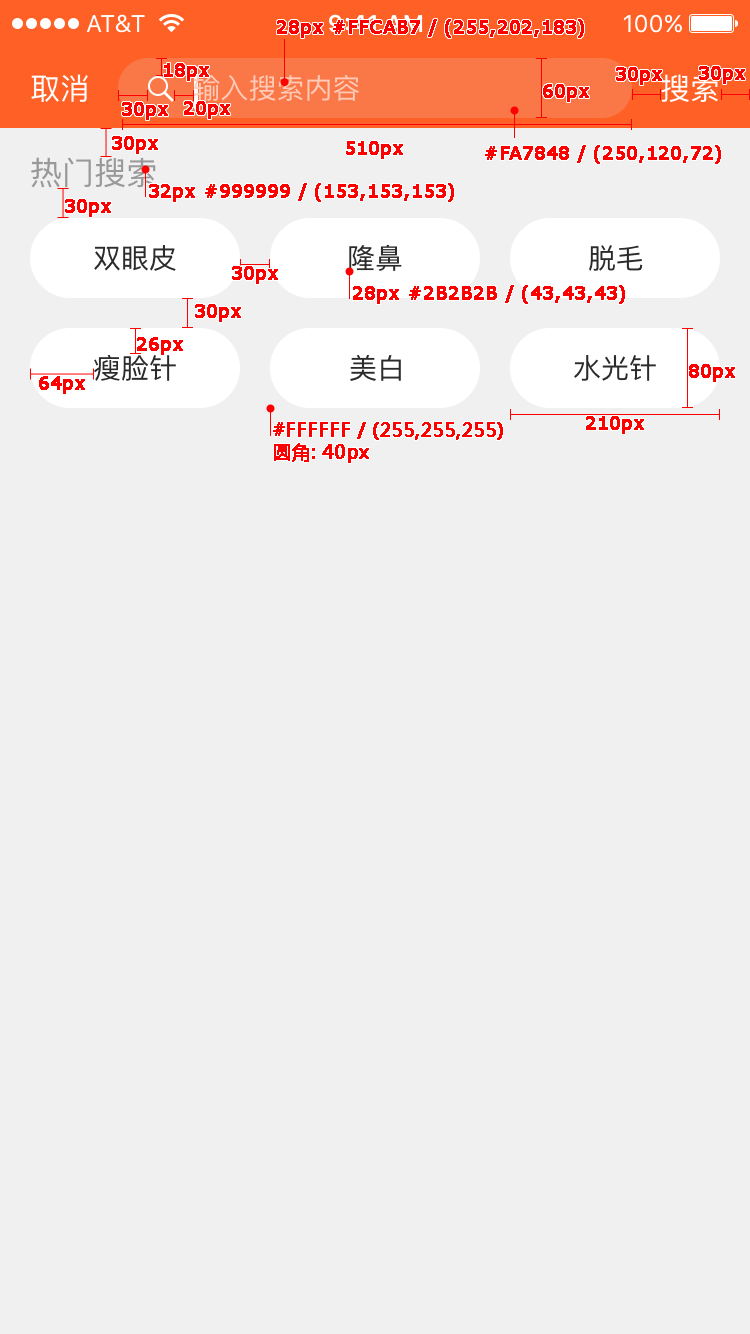 AT&T 9:41 AM 100%
28px #FFCAB7 / (255,202,183)
取消 输入搜索内容 搜索
18px
60px
30px
30px
30px
20px
30px
510px
#FA7848 / (250,120,72)
热门搜索
32px #999999 / (153,153,153)
30px
双眼皮 隆鼻 脱毛
30px
28px #2B2B2B / (43,43,43)
30px
26px
瘦脸针 美白 水光针
64px
80px
210px
#FFFFFF / (255,255,255)
圆角: 40px